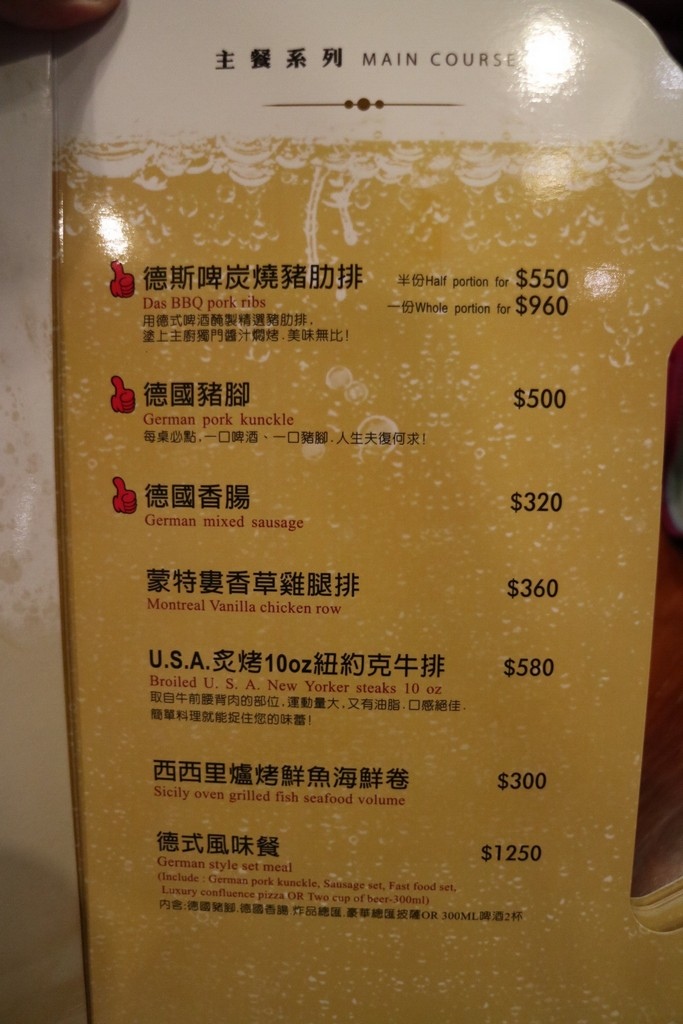 主餐系列 MAIN COURSE
德斯啤炭燒豬肋排 半份Half portion for $550
Das BBQ pork ribs 一份Whole portion for $960
用德式啤酒醃製精選豬肋排.
塗上主廚獨門醬汁燜烤.美味無比!
德國豬腳 $500
German pork kunckle
每桌必點,一口啤酒、一口豬腳.人生夫復何求!
德國香腸 $320
German mixed sausage
蒙特婁香草雞腿排 $360
Montreal Vanilla chicken row
U.S.A.炙烤10oz紐約克牛排 $580
Broiled U. S. A. New Yorker steaks 10 oz
取自牛前腰背肉的部位.運動量大,又有油脂.口感絕佳.
簡單料理就能捉住您的味蕾!
西西里爐烤鮮魚海鮮卷 $300
Sicily oven grilled fish seafood volume
德式風味餐 $1250
German style set meal
(Include : German pork kunckle, Sausage set, Fast food set,
Luxury confluence pizza OR Two cup of beer-300ml)
內含:德國豬腳.德國香腸.炸品總匯.豪華總匯披薩OR 300ML啤酒2杯